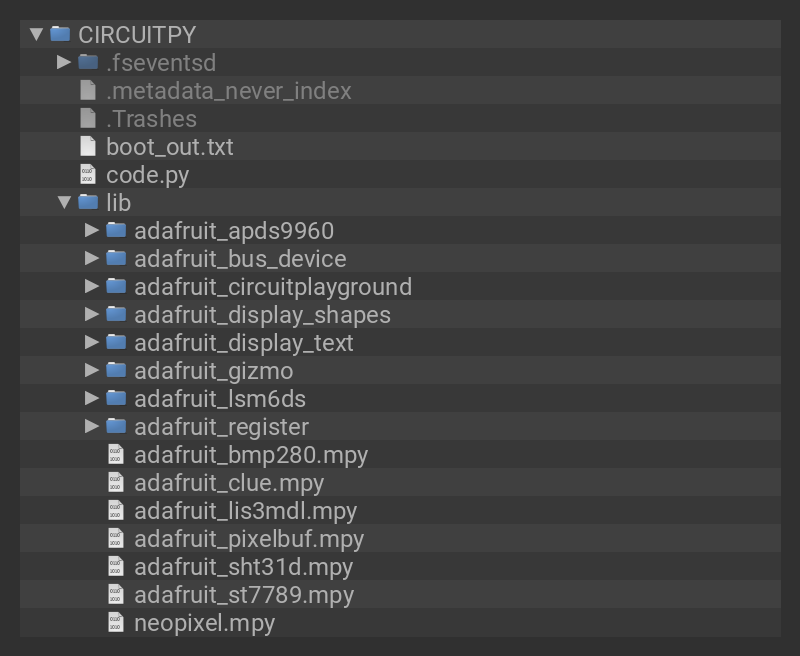 CIRCUITPY
.fseventsd
.metadata_never_index
.Trashes
boot_out.txt
code.py
lib
adafruit_apds9960
adafruit_bus_device
adafruit_circuitplayground
adafruit_display_shapes
adafruit_display_text
adafruit_gizmo
adafruit_lsm6ds
adafruit_register
adafruit_bmp280.mpy
adafruit_clue.mpy
adafruit_lis3mdl.mpy
adafruit_pixelbuf.mpy
adafruit_sht31d.mpy
adafruit_st7789.mpy
neopixel.mpy